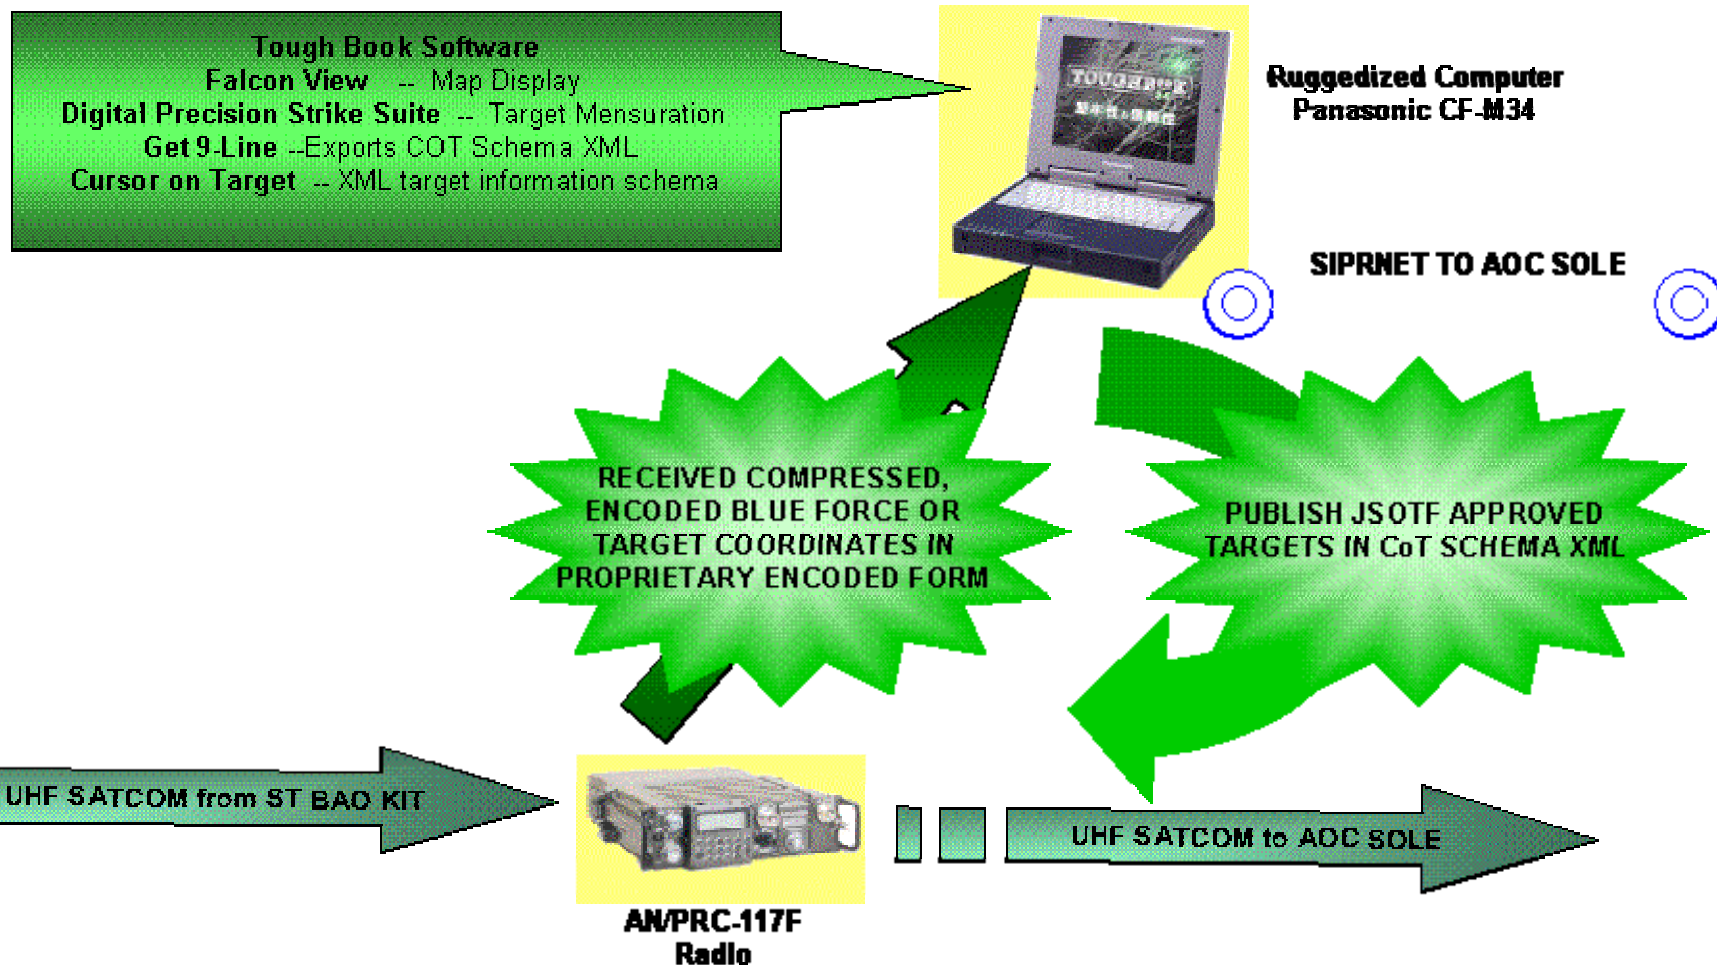 Tough Book Software
Falcon View -- Map Display
Digital Precision Strike Suite -- Target Mensuration
Get 9-Line --Exports COT Schema XML
Cursor on Target -- XML target information schema
TOUGHBOOK
Ruggedized Computer
Panasonic CF-M34
SIPRNET TO AOC SOLE
RECEIVED COMPRESSED,
ENCODED BLUE FORCE OR
TARGET COORDINATES IN
PROPRIETARY ENCODED FORM
PUBLISH JSOTF APPROVED
TARGETS IN CoT SCHEMA XML
UHF SATCOM from ST BAO KIT
UHF SATCOM to AOC SOLE
AN/PRC-117F
Radio